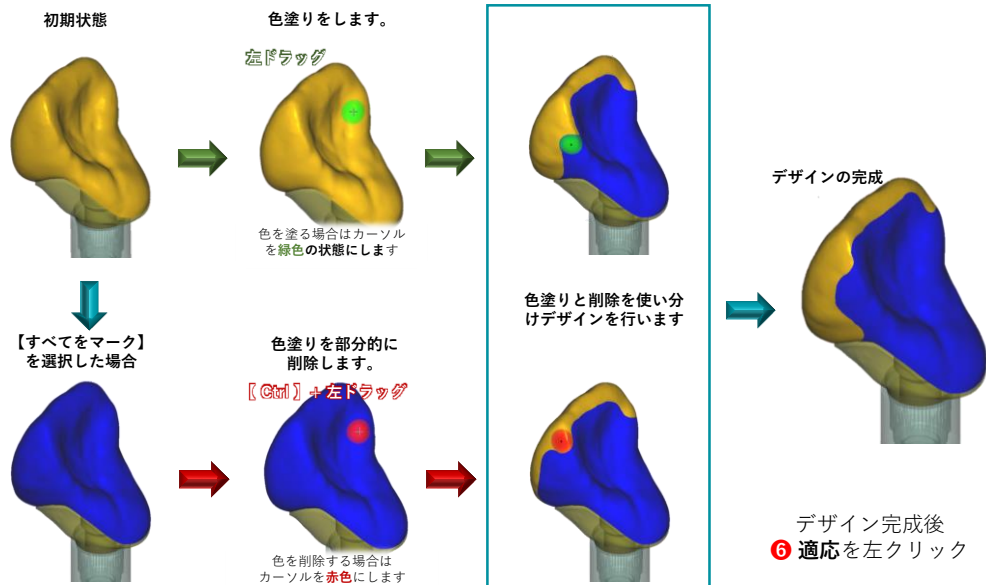 初期状態
色塗りをします。
左ドラッグ
色を塗る場合はカーソル
を緑色の状態にします
デザインの完成
【すべてをマーク】
を選択した場合
色塗りを部分的に
削除します。
【 Ctrl 】+ 左ドラッグ
色塗りと削除を使い分
けデザインを行います
色を削除する場合は
カーソルを赤色にします
デザイン完成後
❻ 適応を左クリック